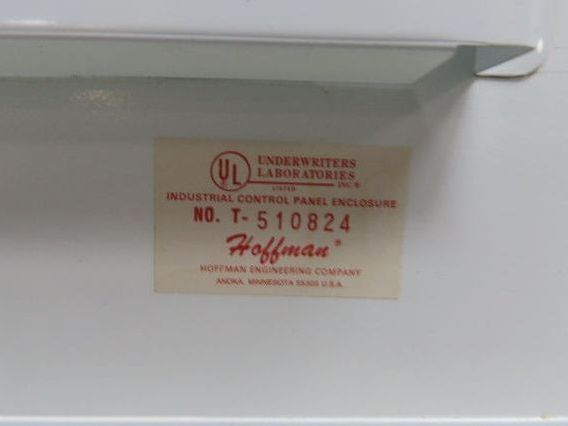 UL
UNDERWRITERS
LABORATORIES
LISTED INC.®
INDUSTRIAL CONTROL PANEL ENCLOSURE
NO. T-510824
Hoffman®
HOFFMAN ENGINEERING COMPANY
ANOKA, MINNESOTA 55303 U.S.A.